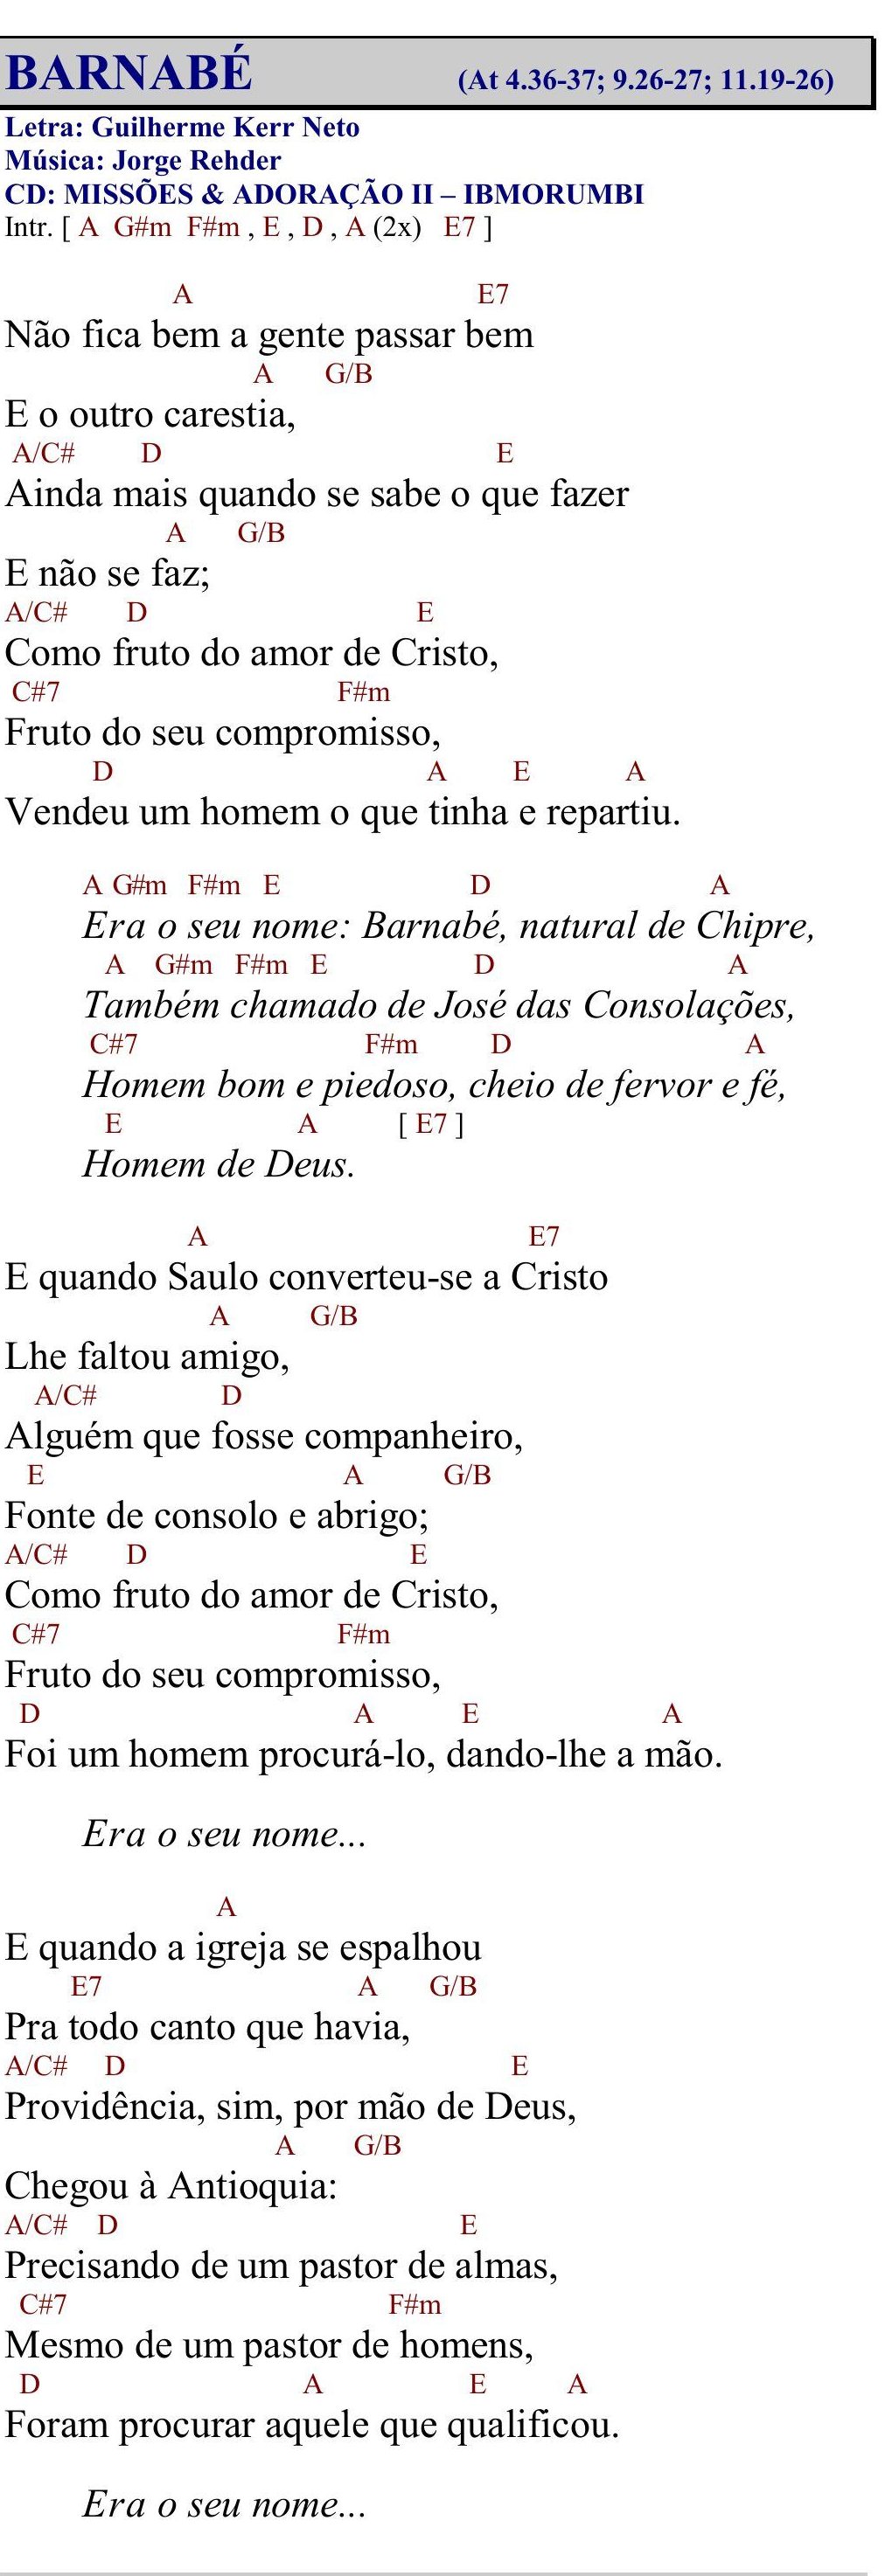 BARNABÉ (At 4.36-37; 9.26-27; 11.19-26)
Letra: Guilherme Kerr Neto
Música: Jorge Rehder
CD: MISSÕES & ADORAÇÃO II – IBMORUMBI
Intr. [ A G#m F#m , E , D , A (2x) E7 ]
A E7
Não fica bem a gente passar bem
A G/B
E o outro carestia,
A/C# D E
Ainda mais quando se sabe o que fazer
A G/B
E não se faz;
A/C# D E
Como fruto do amor de Cristo,
C#7 F#m
Fruto do seu compromisso,
D A E A
Vendeu um homem o que tinha e repartiu.
A G#m F#m E D A
Era o seu nome: Barnabé, natural de Chipre,
A G#m F#m E D A
Também chamado de José das Consolações,
C#7 F#m D A
Homem bom e piedoso, cheio de fervor e fé,
E A [ E7 ]
Homem de Deus.
A E7
E quando Saulo converteu-se a Cristo
A G/B
Lhe faltou amigo,
A/C# D
Alguém que fosse companheiro,
E A G/B
Fonte de consolo e abrigo;
A/C# D E
Como fruto do amor de Cristo,
C#7 F#m
Fruto do seu compromisso,
D A E A
Foi um homem procurá-lo, dando-lhe a mão.
Era o seu nome...
A
E quando a igreja se espalhou
E7 A G/B
Pra todo canto que havia,
A/C# D E
Providência, sim, por mão de Deus,
A G/B
Chegou à Antioquia:
A/C# D E
Precisando de um pastor de almas,
C#7 F#m
Mesmo de um pastor de homens,
D A E A
Foram procurar aquele que qualificou.
Era o seu nome...